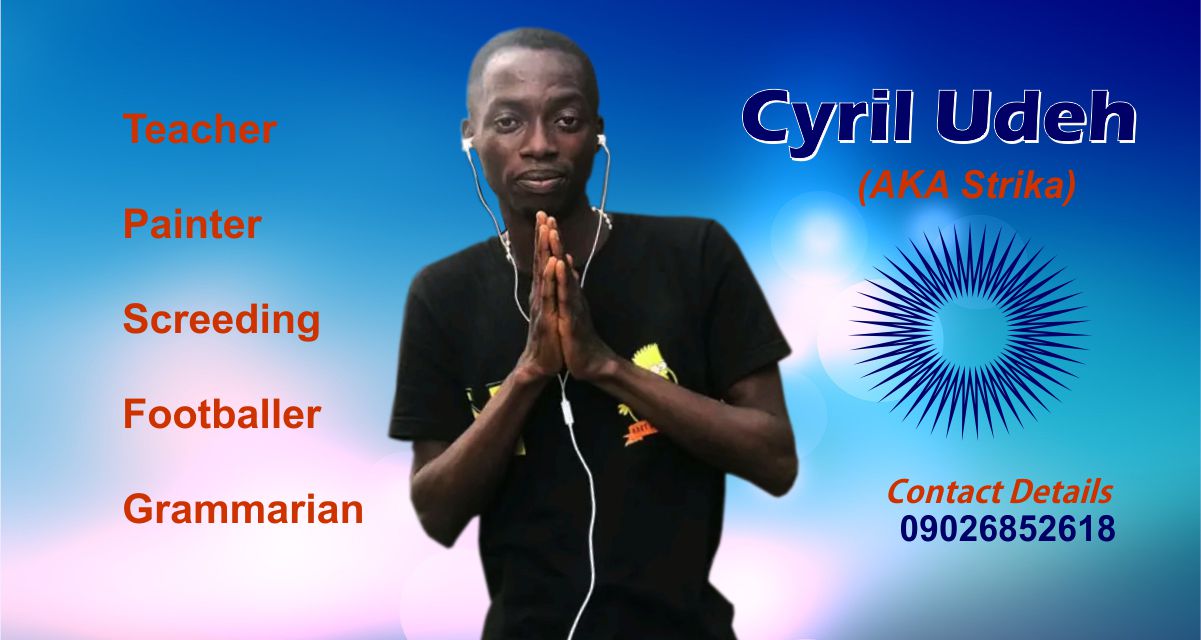 Teacher
Painter
Screeding
Footballer
Grammarian
Cyril Udeh
(AKA Strika)
Contact Details
09026852618